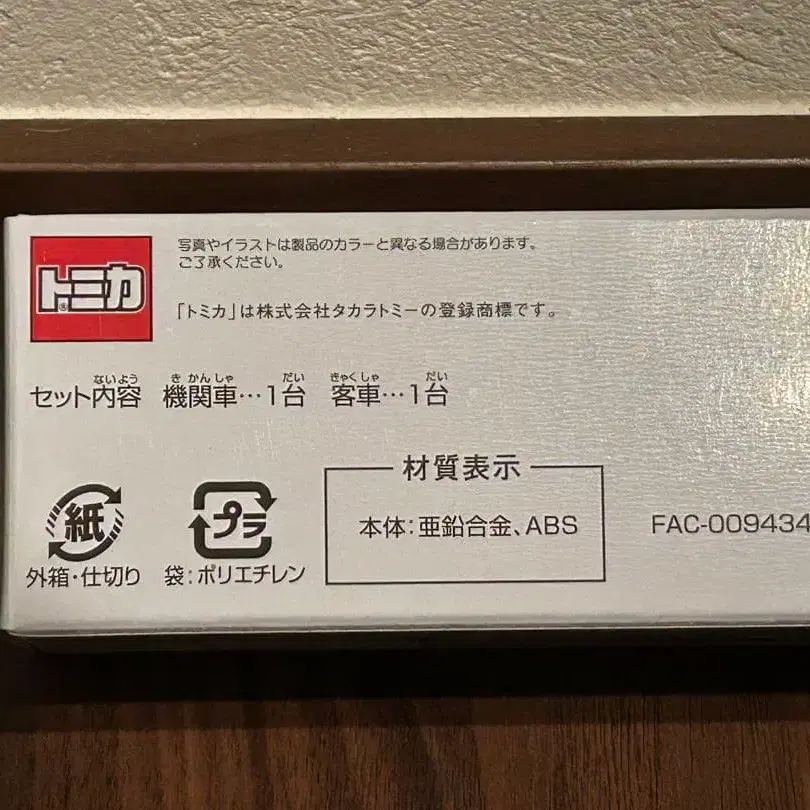 トミカ®
写真やイラストは製品のカラーと異なる場合があります。
ご了承ください。
「トミカ」は株式会社タカラトミーの登録商標です。
ないよう きかんしゃ だい きゃくしゃ だい
セット内容 機関車…1台 客車…1台
紙
外箱・仕切り
プラ
袋:ポリエチレン
材質表示
本体:亜鉛合金、ABS
FAC-009434